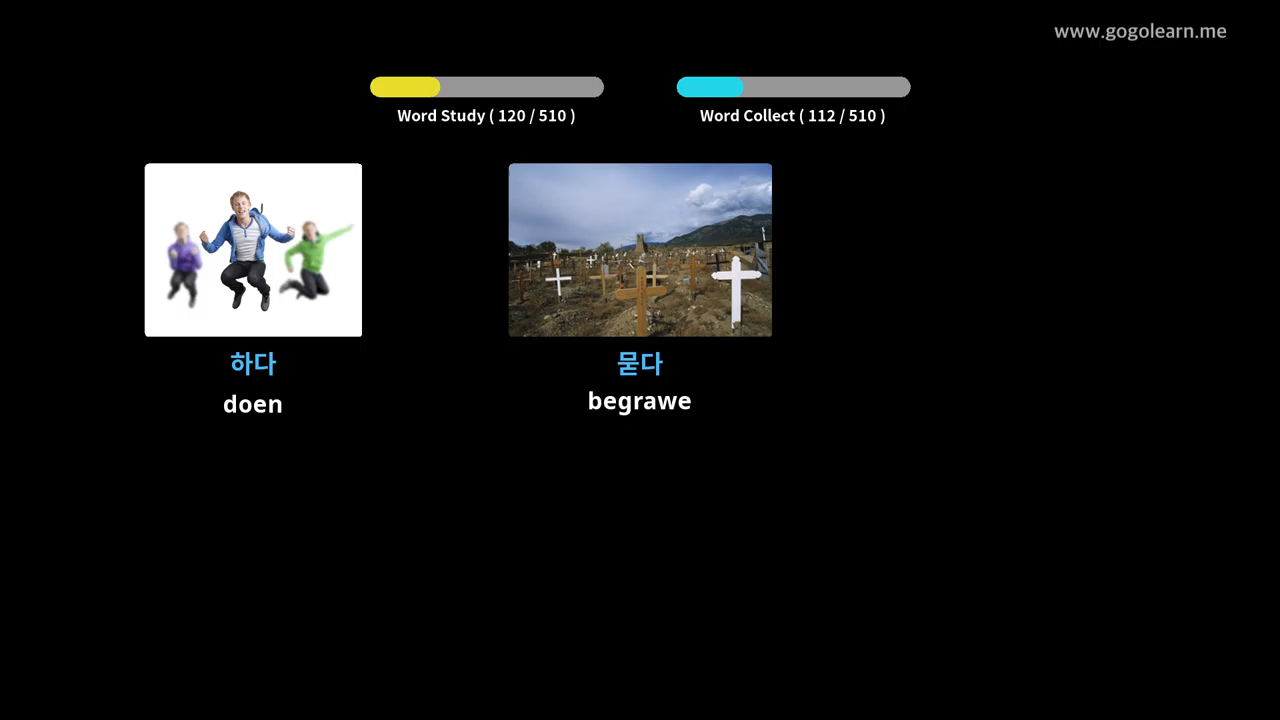 www.gogolearn.me
Word Study ( 120 / 510 )
Word Collect ( 112 / 510 )
하다
doen
묻다
begrawe